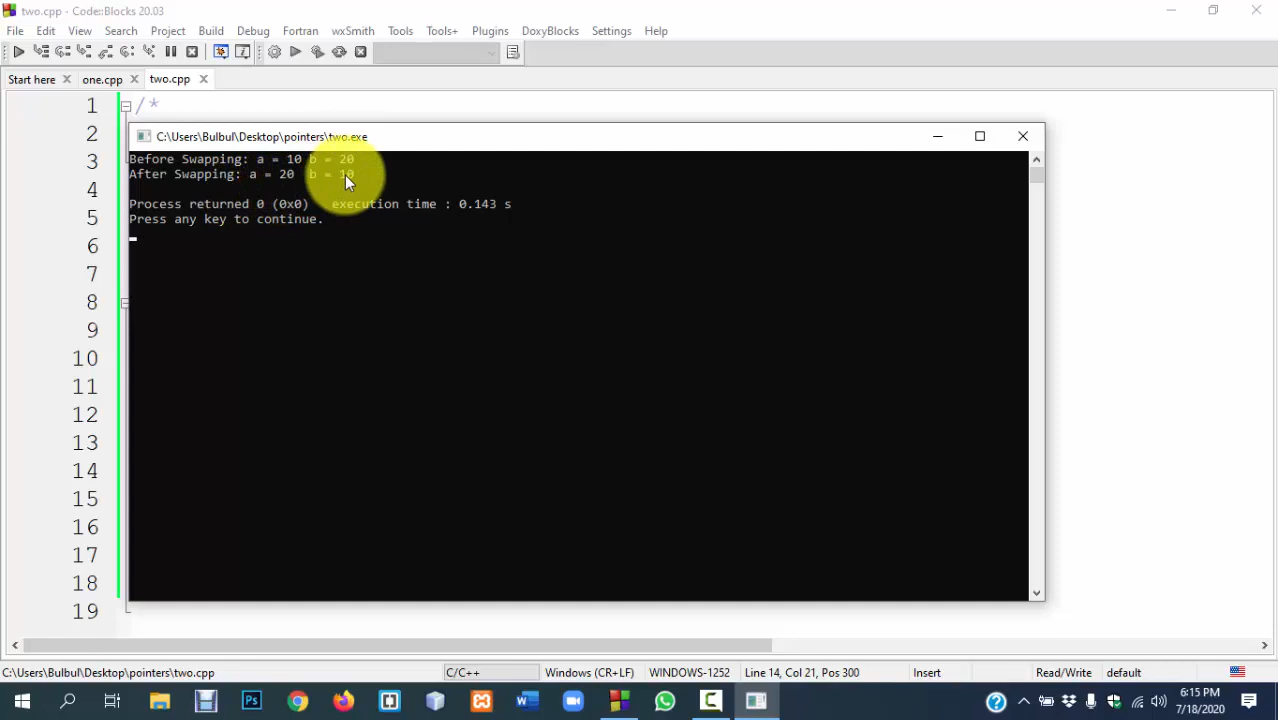 two.cpp - Code::Blocks 20.03
File Edit View Search Project Build Debug Fortran wxSmith Tools Tools+ Plugins DoxyBlocks Settings Help
Start here one.cpp two.cpp
1 /*
C:\Users\Bulbul\Desktop\pointers\two.exe
2
Before Swapping: a = 10 b = 20
3
After Swapping: a = 20 b = 10
4
Process returned 0 (0x0) execution time : 0.143 s
5 Press any key to continue.
6
7
8
9
10
11
12
13
14
15
16
17
18
19
C:\Users\Bulbul\Desktop\pointers\two.cpp C/C++ Windows (CR+LF) WINDOWS-1252 Line 14, Col 21, Pos 300 Insert Read/Write default
6:15 PM
7/18/2020